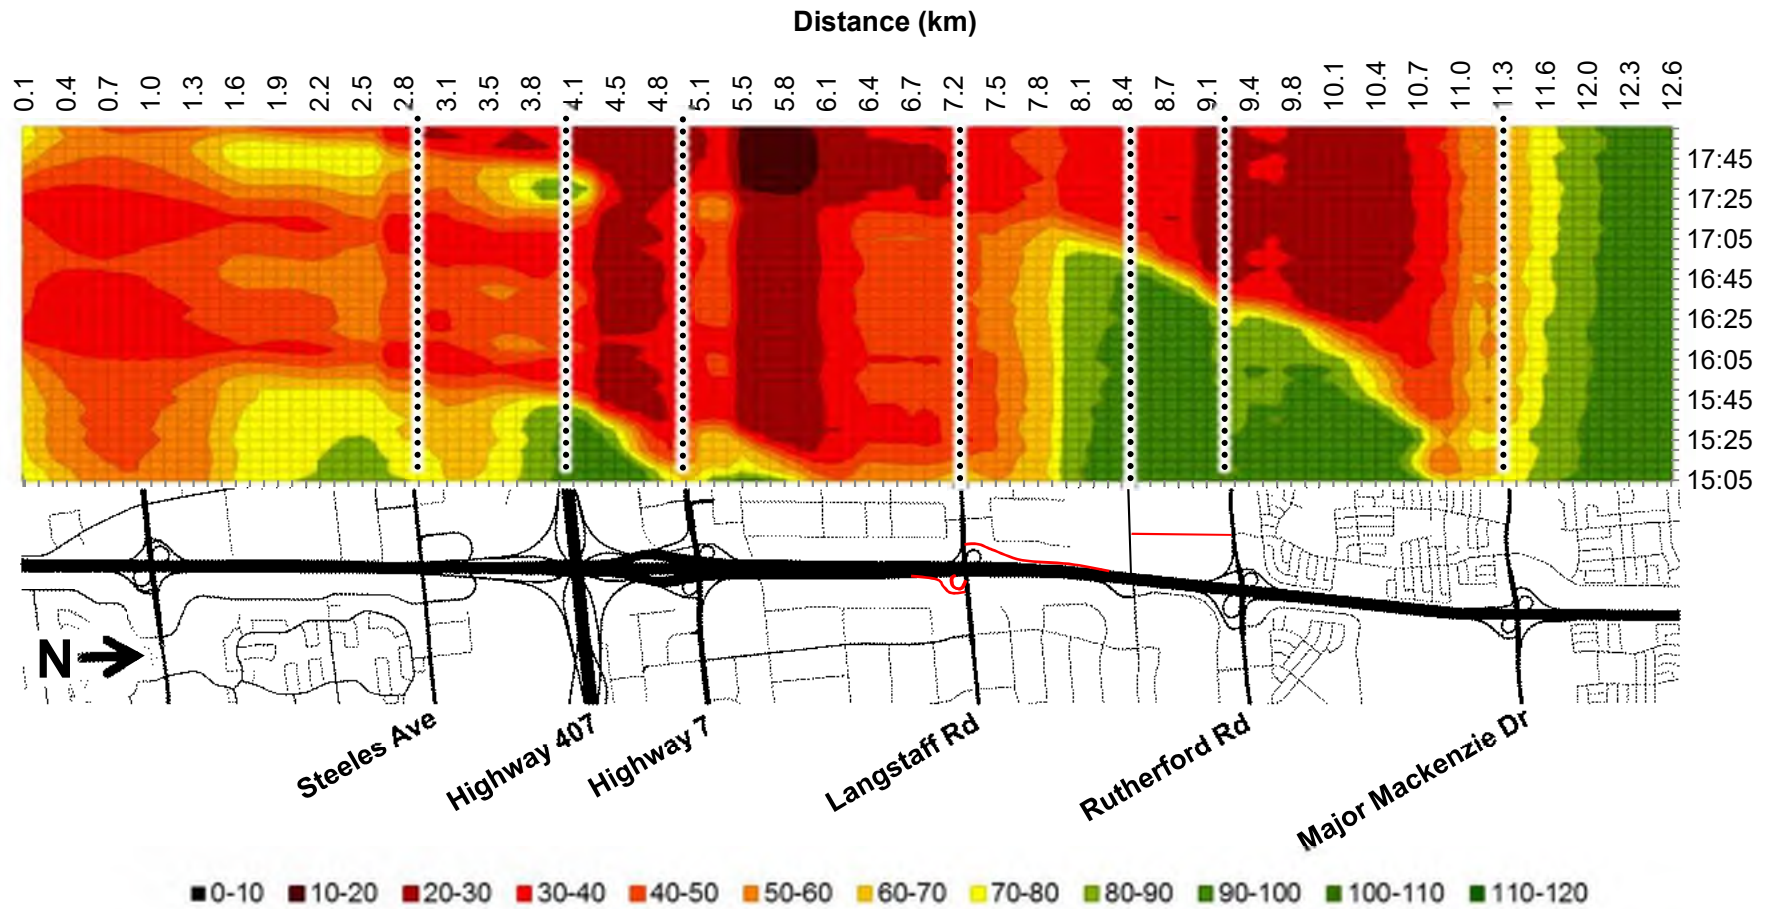 Distance (km)
0.1 0.4 0.7 1.0 1.3 1.6 1.9 2.2 2.5 2.8 3.1 3.5 3.8 4.1 4.5 4.8 5.1 5.5 5.8 6.1 6.4 6.7 7.2 7.5 7.8 8.1 8.4 8.7 9.1 9.4 9.8 10.1 10.4 10.7 11.0 11.3 11.6 12.0 12.3 12.6
17:45
17:25
17:05
16:45
16:25
16:05
15:45
15:25
15:05
N
Steeles Ave
Highway 407
Highway 7
Langstaff Rd
Rutherford Rd
Major Mackenzie Dr
0-10 10-20 20-30 30-40 40-50 50-60 60-70 70-80 80-90 90-100 100-110 110-120